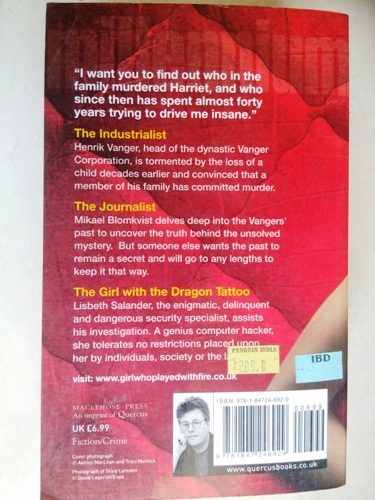 millennium
“I want you to find out who in the
family murdered Harriet, and who
since then has spent almost forty
years trying to drive me insane.”
The Industrialist
Henrik Vanger, head of the dynastic Vanger
Corporation, is tormented by the loss of a
child decades earlier and convinced that a
member of his family has committed murder.
The Journalist
Mikael Blomkvist delves deep into the Vangers’
past to uncover the truth behind the unsolved
mystery. But someone else wants the past to
remain a secret and will go to any lengths to
keep it that way.
The Girl with the Dragon Tattoo
Lisbeth Salander, the enigmatic, delinquent
and dangerous security specialist, assists
his investigation. A genius computer hacker,
she tolerates no restrictions placed upon
her by individuals, society or the
PENGUIN INDIA
IBD
visit: www.girlwhoplayedwithfire.co.uk
MACLEHOSE PRESS
An imprint of Quercus
UK £6.99
Fiction/Crime
Cover photograph
© Ashley MacLean and Traci Matlock
Photograph of Stieg Larsson
© David Lagerlöf/Expo
ISBN 978-1-84724-692-9
00699
9 781847 246929
www.quercusbooks.co.uk